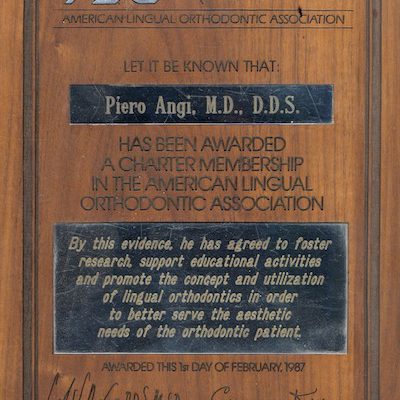 AMERICAN LINGUAL ORTHODONTIC ASSOCIATION
LET IT BE KNOWN THAT:
Piero Angi, M.D., D.D.S.
HAS BEEN AWARDED
A CHARTER MEMBERSHIP
IN THE AMERICAN LINGUAL
ORTHODONTIC ASSOCIATION
By this evidence, he has agreed to foster
research, support educational activities
and promote the concept and utilization
of lingual orthodontics in order
to better serve the aesthetic
needs of the orthodontic patient.
AWARDED THIS 1st DAY OF FEBRUARY, 1987